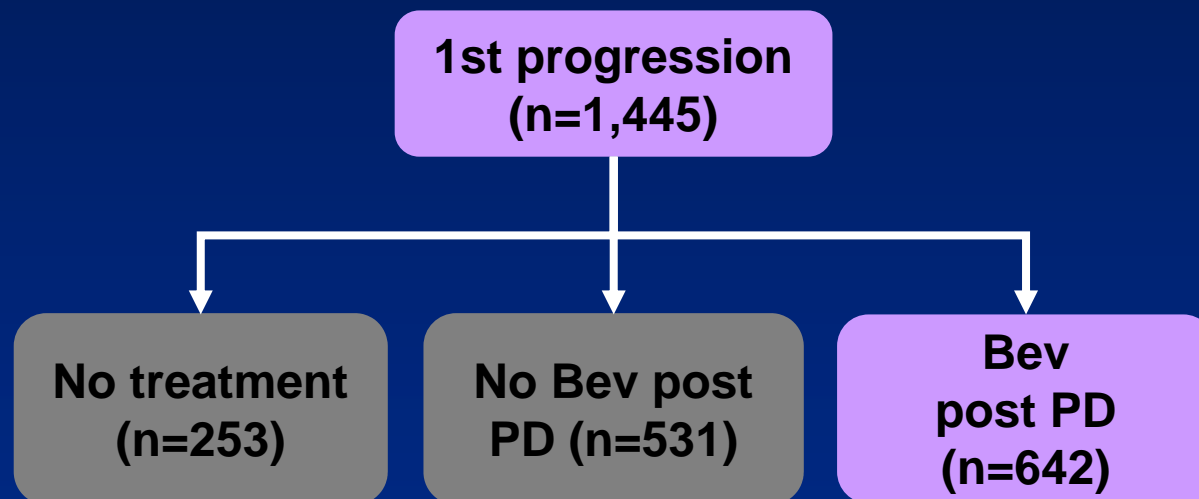 1st progression
(n=1,445)
No treatment
(n=253)
No Bev post
PD (n=531)
Bev
post PD
(n=642)